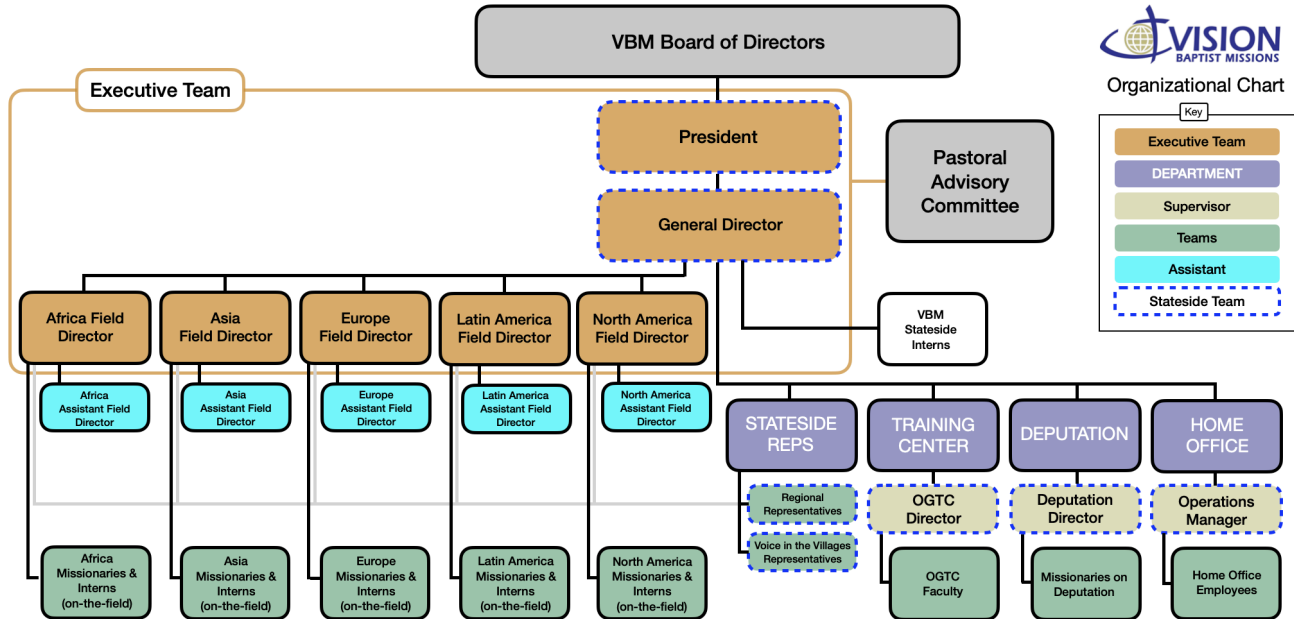 VBM Board of Directors
VISION
BAPTIST MISSIONS
Organizational Chart
Key
Executive Team
DEPARTMENT
Supervisor
Teams
Assistant
Stateside Team
Executive Team
President
Pastoral
Advisory
Committee
General Director
Africa Field
Director
Asia
Field Director
Europe
Field Director
Latin America
Field Director
North America
Field Director
VBM
Stateside
Interns
Africa
Assistant Field
Director
Asia
Assistant Field
Director
Europe
Assistant Field
Director
Latin America
Assistant Field
Director
North America
Assistant Field
Director
STATESIDE
REPS
TRAINING
CENTER
DEPUTATION
HOME
OFFICE
Regional
Representatives
OGTC
Director
Deputation
Director
Operations
Manager
Voice in the Villages
Representatives
Africa
Missionaries &
Interns
(on-the-field)
Asia
Missionaries &
Interns
(on-the-field)
Europe
Missionaries &
Interns
(on-the-field)
Latin America
Missionaries &
Interns
(on-the-field)
North America
Missionaries &
Interns
(on-the-field)
OGTC
Faculty
Missionaries on
Deputation
Home Office
Employees